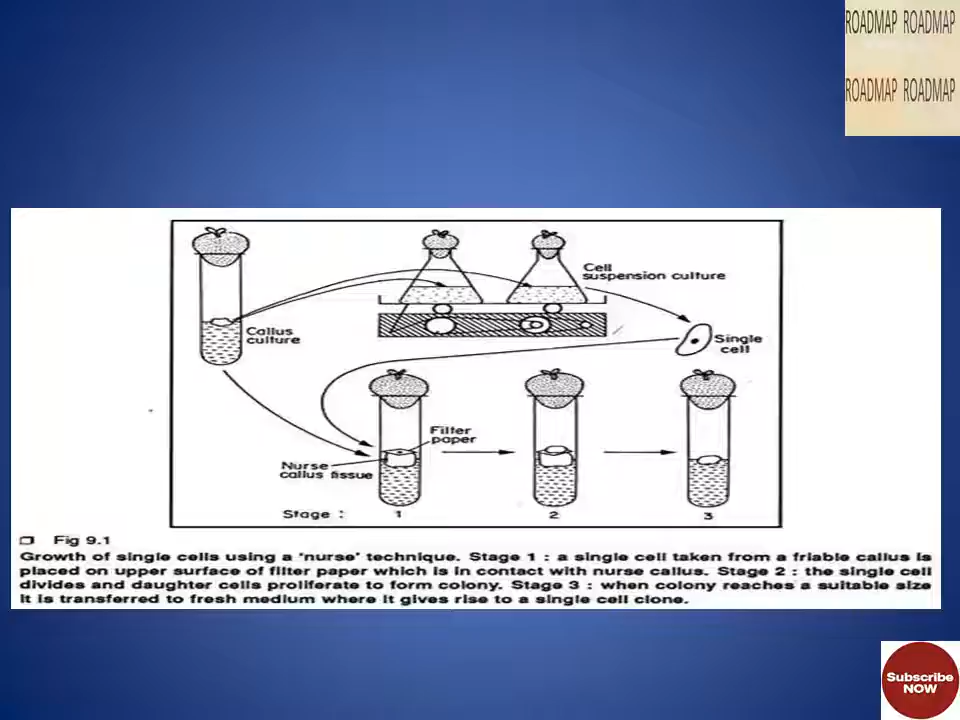 ROADMAP ROADMAP
ROADMAP ROADMAP
Cell
suspension culture
Callus
culture
Single
cell
Filter
paper
Nurse
callus tissue
Stage : 1 2 3
Fig 9.1
Growth of single cells using a 'nurse' technique. Stage 1 : a single cell taken from a friable callus is
placed on upper surface of filter paper which is in contact with nurse callus. Stage 2 : the single cell
divides and daughter cells proliferate to form colony. Stage 3 : when colony reaches a suitable size
it is transferred to fresh medium where it gives rise to a single cell clone.
Subscribe
NOW